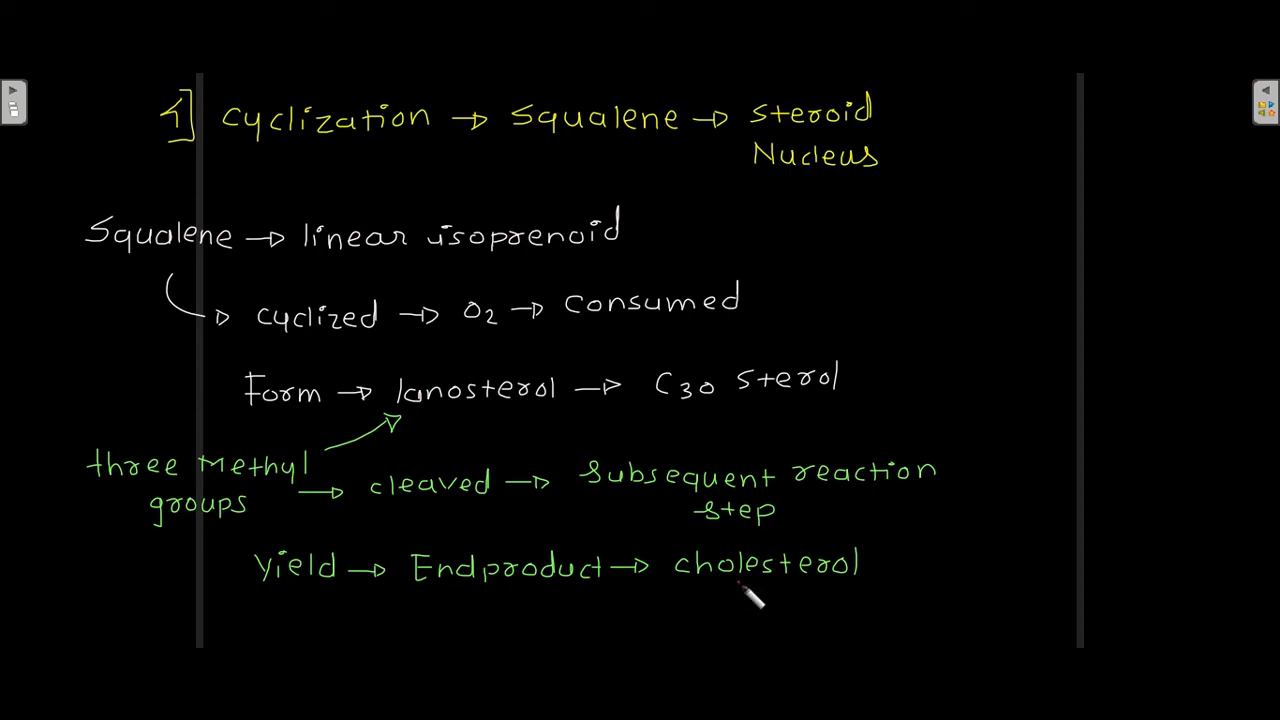 4] Cyclization → Squalene → Steroid
Nucleus
Squalene → linear isoprenoid
cyclized → O2 → Consumed
Form → lanosterol → C30 sterol
three Methyl
groups → cleaved → subsequent reaction
step
Yield → Endproduct → cholesterol